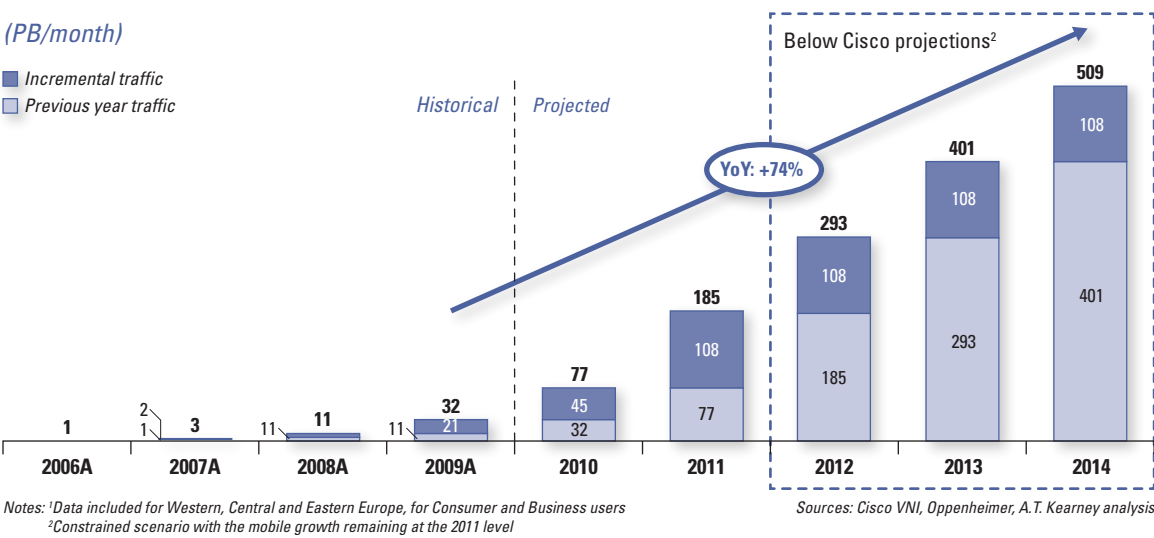 (PB/month)
Incremental traffic
Previous year traffic
Historical
Projected
Below Cisco projections²
YoY: +74%
1
2
1
3
11
11
11
21
32
45
32
77
108
77
185
108
185
293
108
293
401
108
401
509
2006A
2007A
2008A
2009A
2010
2011
2012
2013
2014
Notes: ¹Data included for Western, Central and Eastern Europe, for Consumer and Business users
²Constrained scenario with the mobile growth remaining at the 2011 level
Sources: Cisco VNI, Oppenheimer, A.T. Kearney analysis